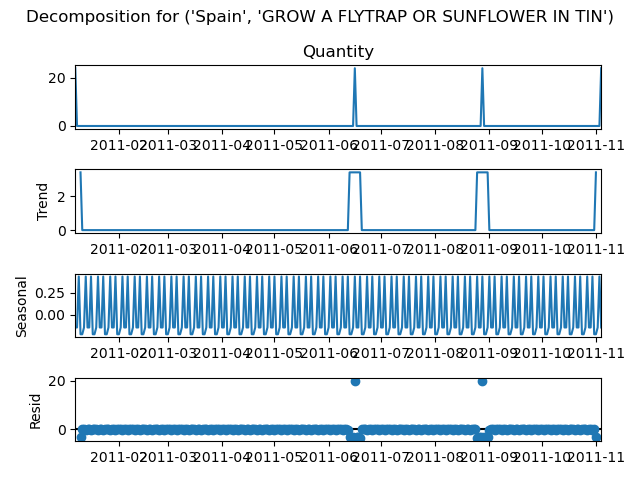 Decomposition for ('Spain', 'GROW A FLYTRAP OR SUNFLOWER IN TIN')
Quantity
20
0
2011-02 2011-03 2011-04 2011-05 2011-06 2011-07 2011-08 2011-09 2011-10 2011-11
Trend
2
0
2011-02 2011-03 2011-04 2011-05 2011-06 2011-07 2011-08 2011-09 2011-10 2011-11
Seasonal
0.25
0.00
2011-02 2011-03 2011-04 2011-05 2011-06 2011-07 2011-08 2011-09 2011-10 2011-11
Resid
20
0
2011-02 2011-03 2011-04 2011-05 2011-06 2011-07 2011-08 2011-09 2011-10 2011-11